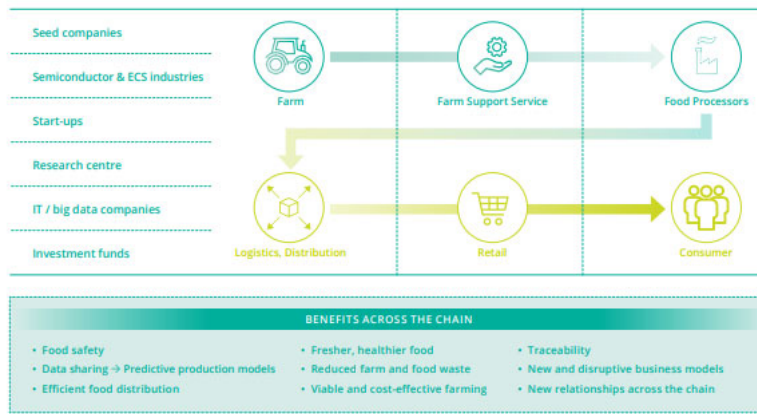 Seed companies
Semiconductor & ECS industries
Start-ups
Research centre
IT / big data companies
Investment funds
Farm
Farm Support Service
Food Processors
Logistics, Distribution
Retail
Consumer
BENEFITS ACROSS THE CHAIN
• Food safety
• Data sharing → Predictive production models
• Efficient food distribution
• Fresher, healthier food
• Reduced farm and food waste
• Viable and cost-effective farming
• Traceability
• New and disruptive business models
• New relationships across the chain